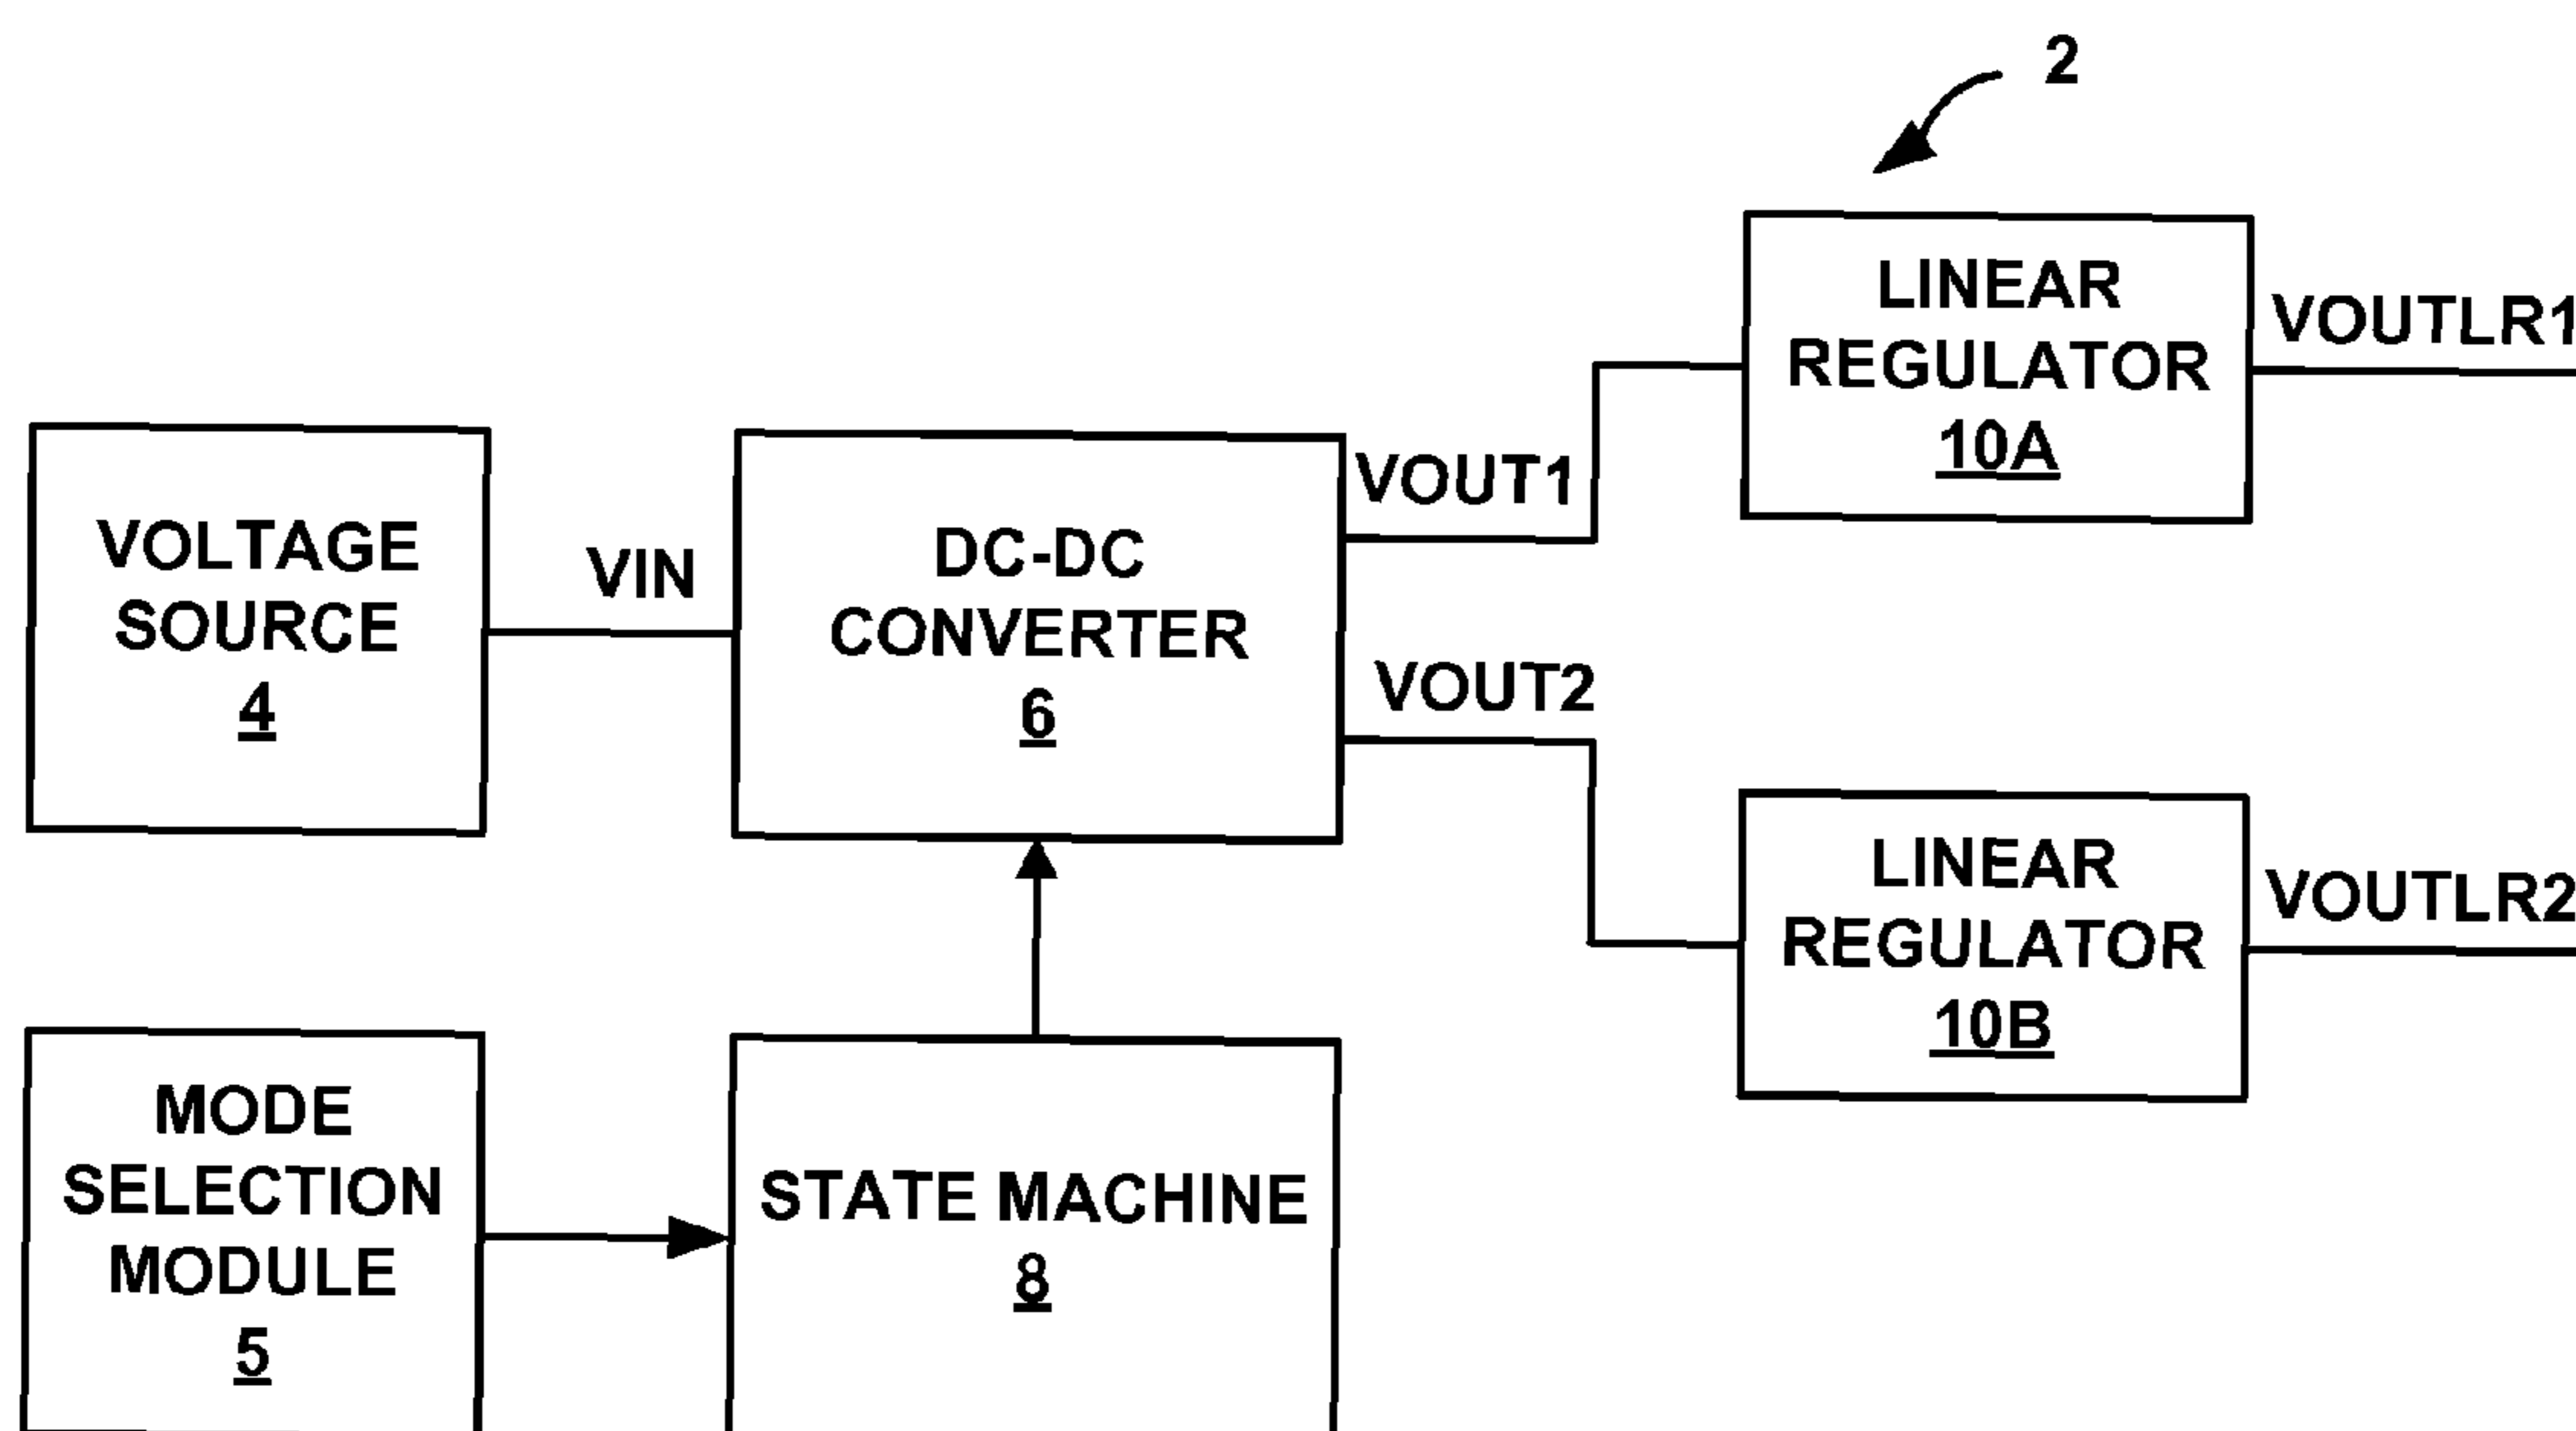 2
LINEAR
REGULATOR
10A
VOUTLR1
VOLTAGE
SOURCE
4
VIN
DC-DC
CONVERTER
6
VOUT1
VOUT2
LINEAR
REGULATOR
10B
VOUTLR2
MODE
SELECTION
MODULE
5
STATE MACHINE
8